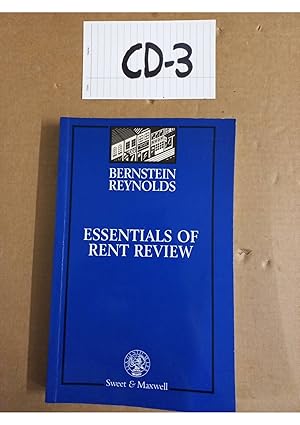 CD-3
BERNSTEIN
REYNOLDS
ESSENTIALS OF
RENT REVIEW
Sweet & Maxwell